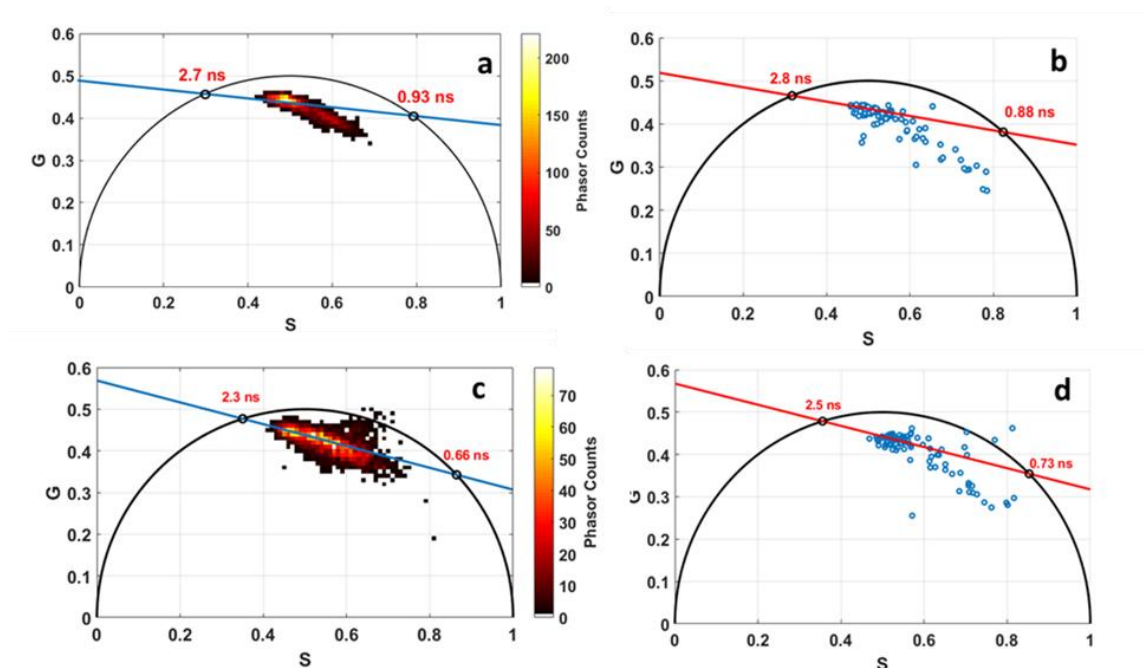 a
0.6
0.5
0.4
0.3
0.2
0.1
0
G
2.7 ns
0.93 ns
0 0.2 0.4 0.6 0.8 1
S
200
150
100
50
0
Phasor Counts
b
0.6
0.5
0.4
0.3
0.2
0.1
0
G
2.8 ns
0.88 ns
0 0.2 0.4 0.6 0.8 1
S
c
0.6
0.5
0.4
0.3
0.2
0.1
0
G
2.3 ns
0.66 ns
0 0.2 0.4 0.6 0.8 1
S
70
60
50
40
30
20
10
0
Phasor Counts
d
0.6
0.5
0.4
0.3
0.2
0.1
0
G
2.5 ns
0.73 ns
0 0.2 0.4 0.6 0.8 1
S